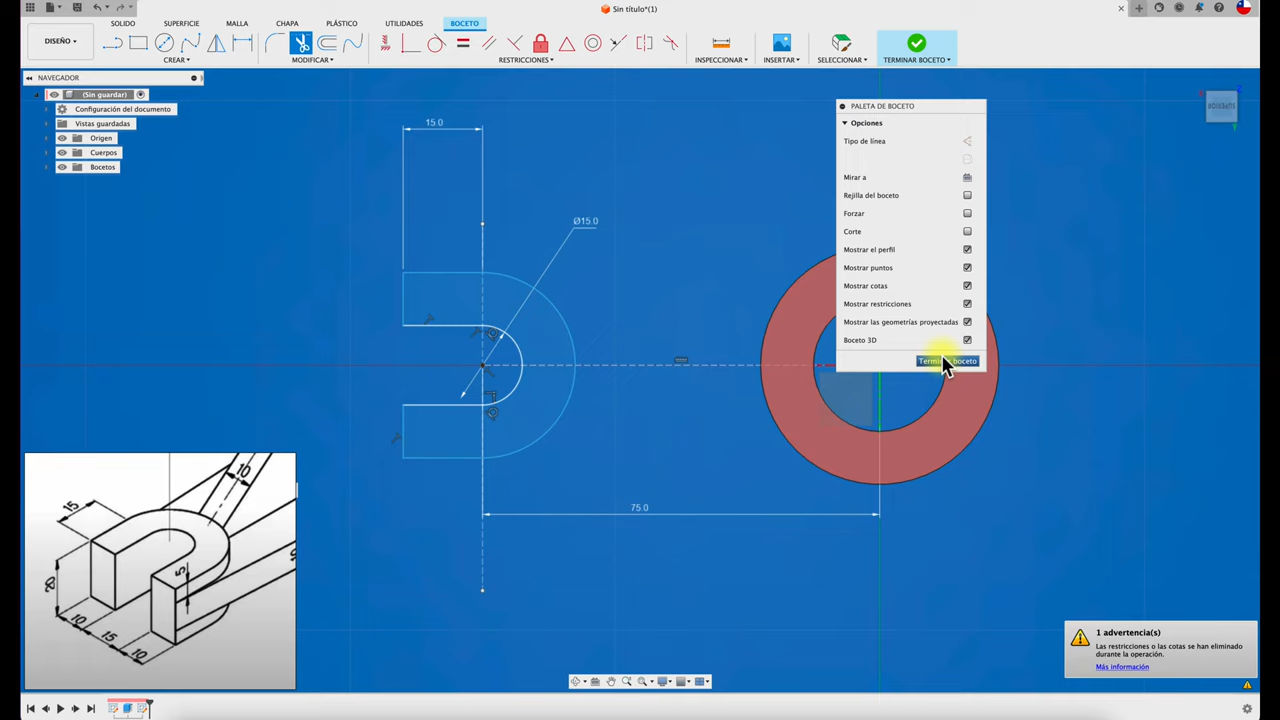 Sin título*(1)
SÓLIDO SUPERFICIE MALLA CHAPA PLÁSTICO UTILIDADES BOCETO
DISEÑO
CREAR MODIFICAR RESTRICCIONES INSPECCIONAR INSERTAR SELECCIONAR TERMINAR BOCETO
NAVEGADOR
(Sin guardar)
Configuración del documento
Vistas guardadas
Origen
Cuerpos
Bocetos
15.0
Ø15.0
75.0
PALETA DE BOCETO
Opciones
Tipo de línea
Mirar a
Rejilla del boceto
Forzar
Corte
Mostrar el perfil
Mostrar puntos
Mostrar cotas
Mostrar restricciones
Mostrar las geometrías proyectadas
Boceto 3D
Terminar boceto
10
15
20
5
10
15
10
1 advertencia(s)
Las restricciones o las cotas se han eliminado
durante la operación.
Más información